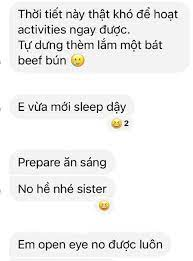 Thời tiết này thật khó để hoạt
activities ngay được.
Tự dưng thèm lắm một bát
beef bún 🥲
E vừa mới sleep dậy
😆 2
Prepare ăn sáng
No hề nhé sister
😆
Em open eye no được luôn